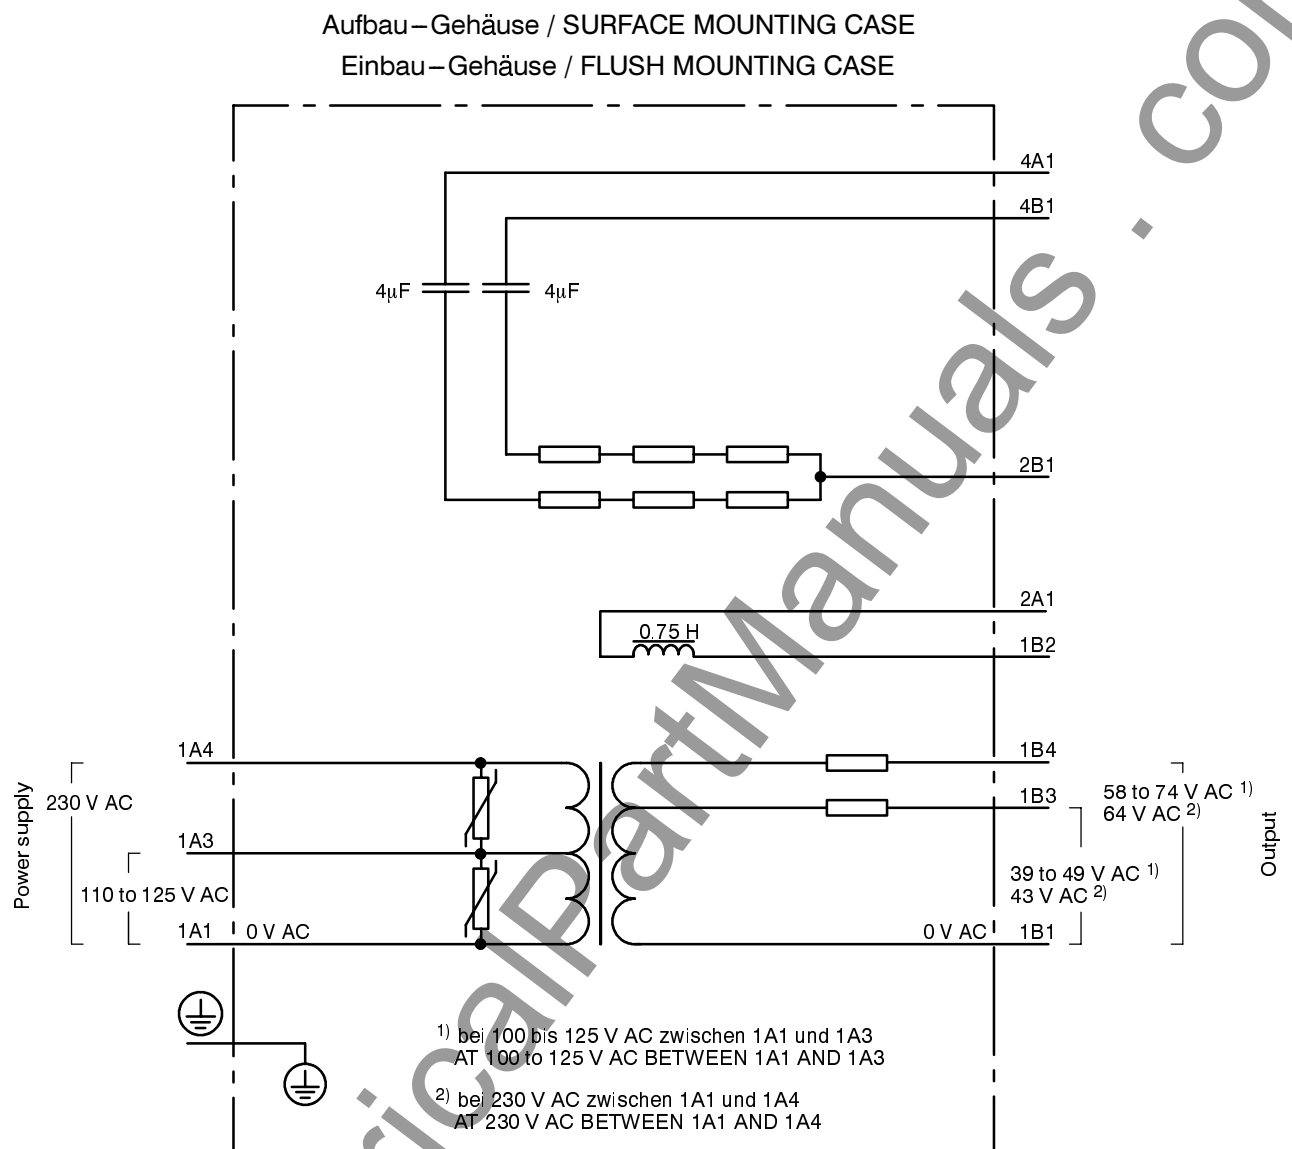 Aufbau–Gehäuse / SURFACE MOUNTING CASE
Einbau–Gehäuse / FLUSH MOUNTING CASE
4A1
4B1
4μF
4μF
2B1
2A1
0.75 H
1B2
1A4
1B4
Power supply
230 V AC
58 to 74 V AC 1)
64 V AC 2)
1B3
Output
1A3
110 to 125 V AC
39 to 49 V AC 1)
43 V AC 2)
1A1
0 V AC
0 V AC
1B1
1) bei 100 bis 125 V AC zwischen 1A1 und 1A3
AT 100 to 125 V AC BETWEEN 1A1 AND 1A3
2) bei 230 V AC zwischen 1A1 und 1A4
AT 230 V AC BETWEEN 1A1 AND 1A4
ricalPartManuals . co